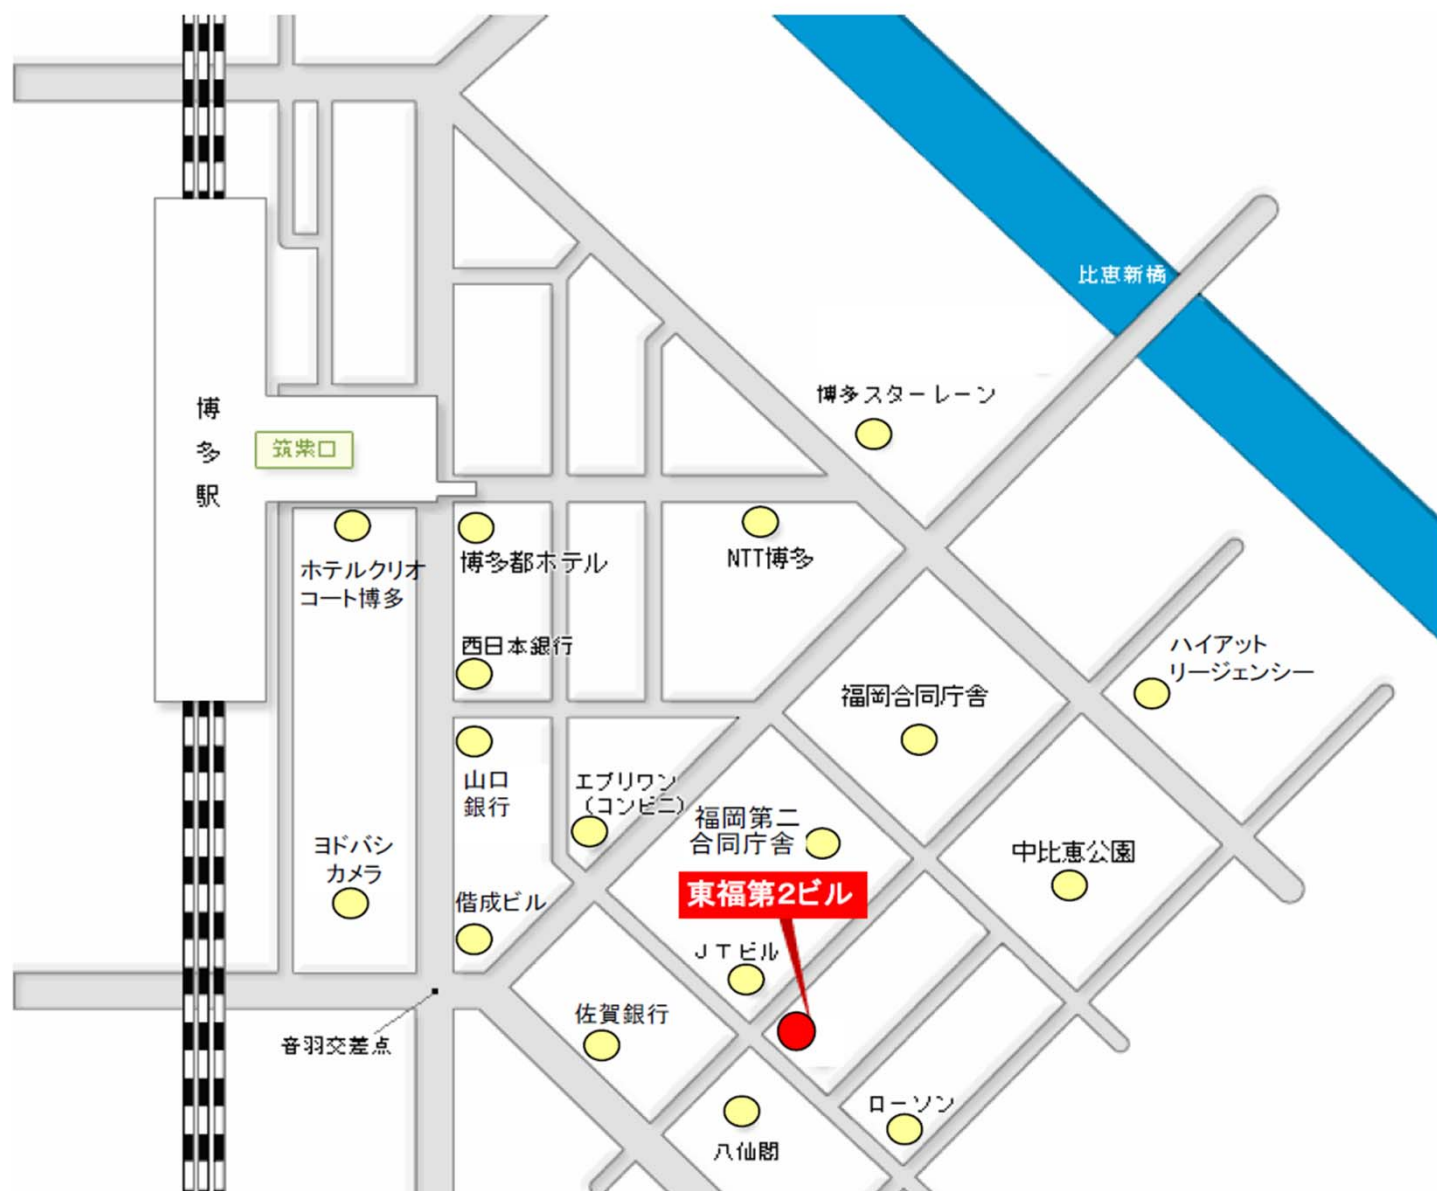 比恵新橋
博多スターレーン
博多駅
筑紫口
ホテルクリオ
コート博多
博多都ホテル
NTT博多
西日本銀行
ハイアット
リージェンシー
福岡合同庁舎
山口
銀行
エブリワン
(コンビニ)
福岡第二
合同庁舎
ヨドバシ
カメラ
中比恵公園
東福第2ビル
偕成ビル
JTビル
佐賀銀行
音羽交差点
ローソン
八仙閣